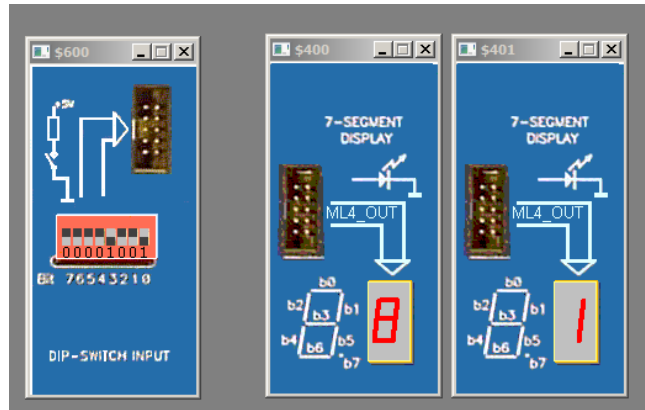 $600
+5V
00001001
Bit 76543210
DIP-SWITCH INPUT
$400
7-SEGMENT
DISPLAY
ML4_OUT
b0
b2 b1
b3
b4 b5
b6
b7
8
$401
7-SEGMENT
DISPLAY
ML4_OUT
b0
b2 b1
b3
b4 b5
b6
b7
1